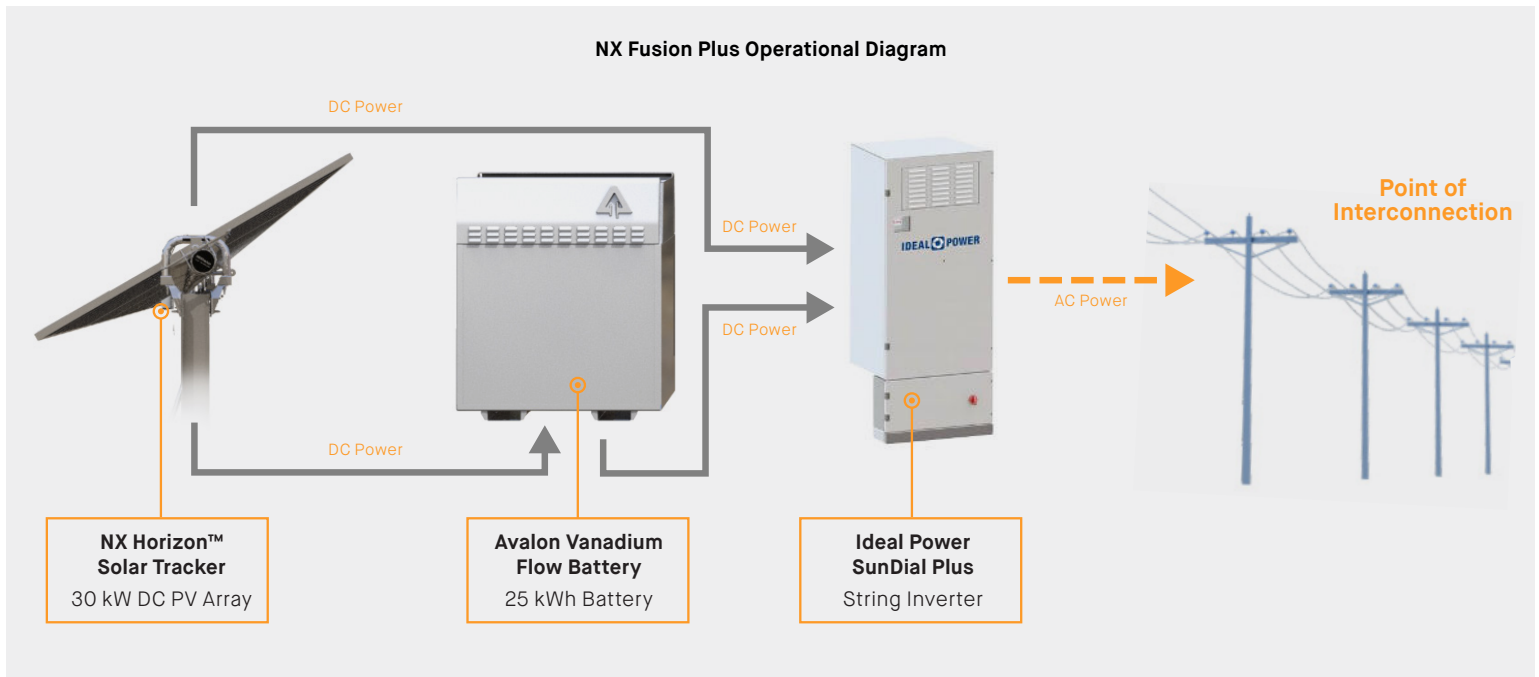 NX Fusion Plus Operational Diagram
DC Power
DC Power
DC Power
DC Power
IDEAL POWER
AC Power
Point of
Interconnection
NX Horizon™
Solar Tracker
30 kW DC PV Array
Avalon Vanadium
Flow Battery
25 kWh Battery
Ideal Power
SunDial Plus
String Inverter